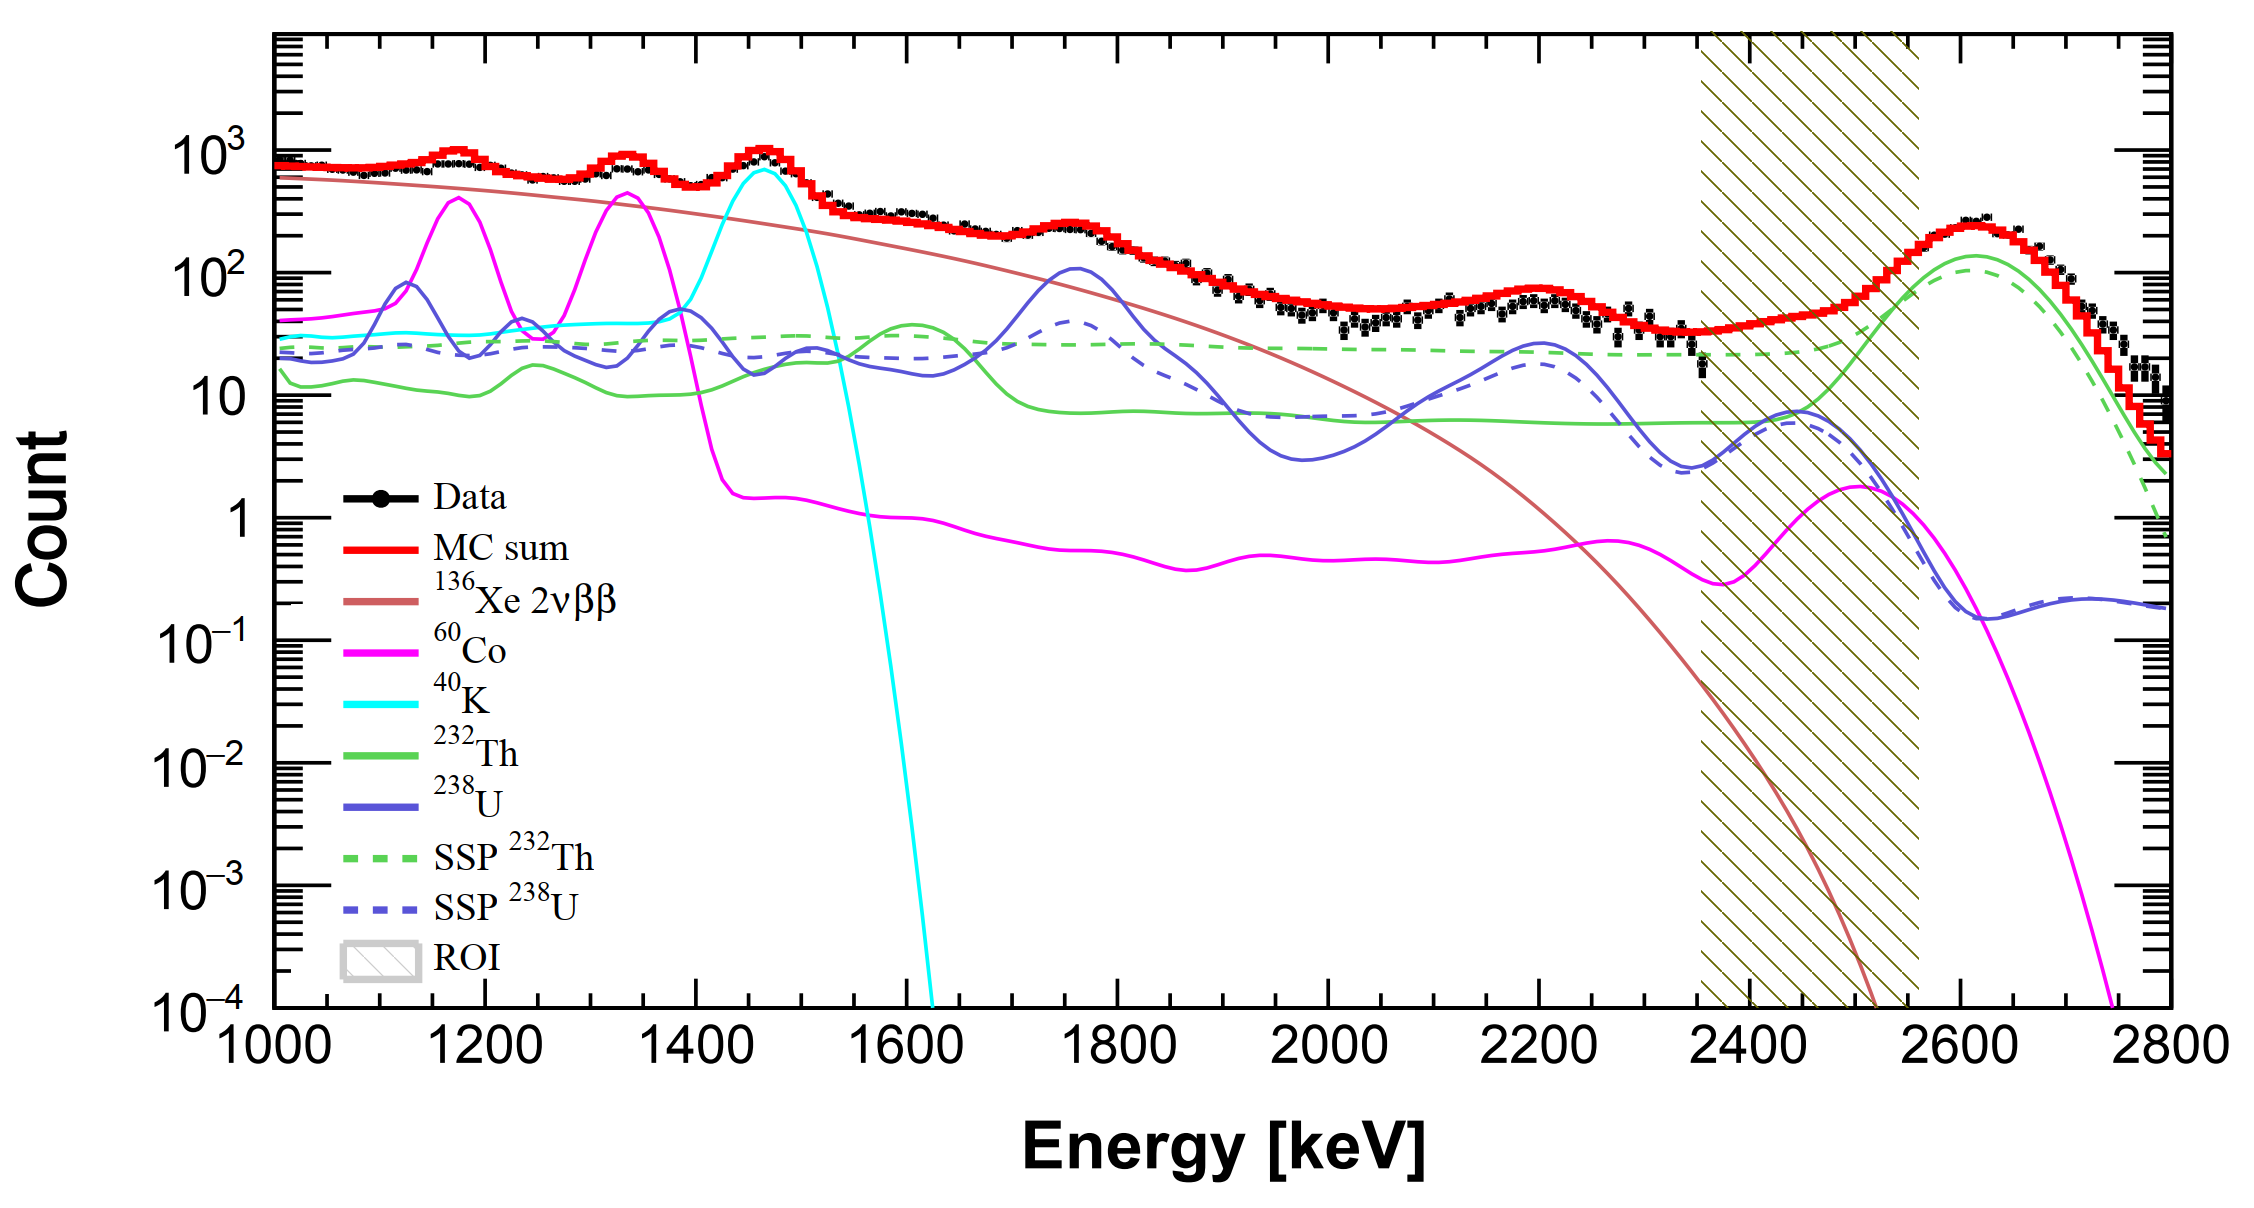 Count
10³
10²
10
1
10⁻¹
10⁻²
10⁻³
10⁻⁴
Data
MC sum
¹³⁶Xe 2νββ
⁶⁰Co
⁴⁰K
²³²Th
²³⁸U
SSP ²³²Th
SSP ²³⁸U
ROI
1000 1200 1400 1600 1800 2000 2200 2400 2600 2800
Energy [keV]